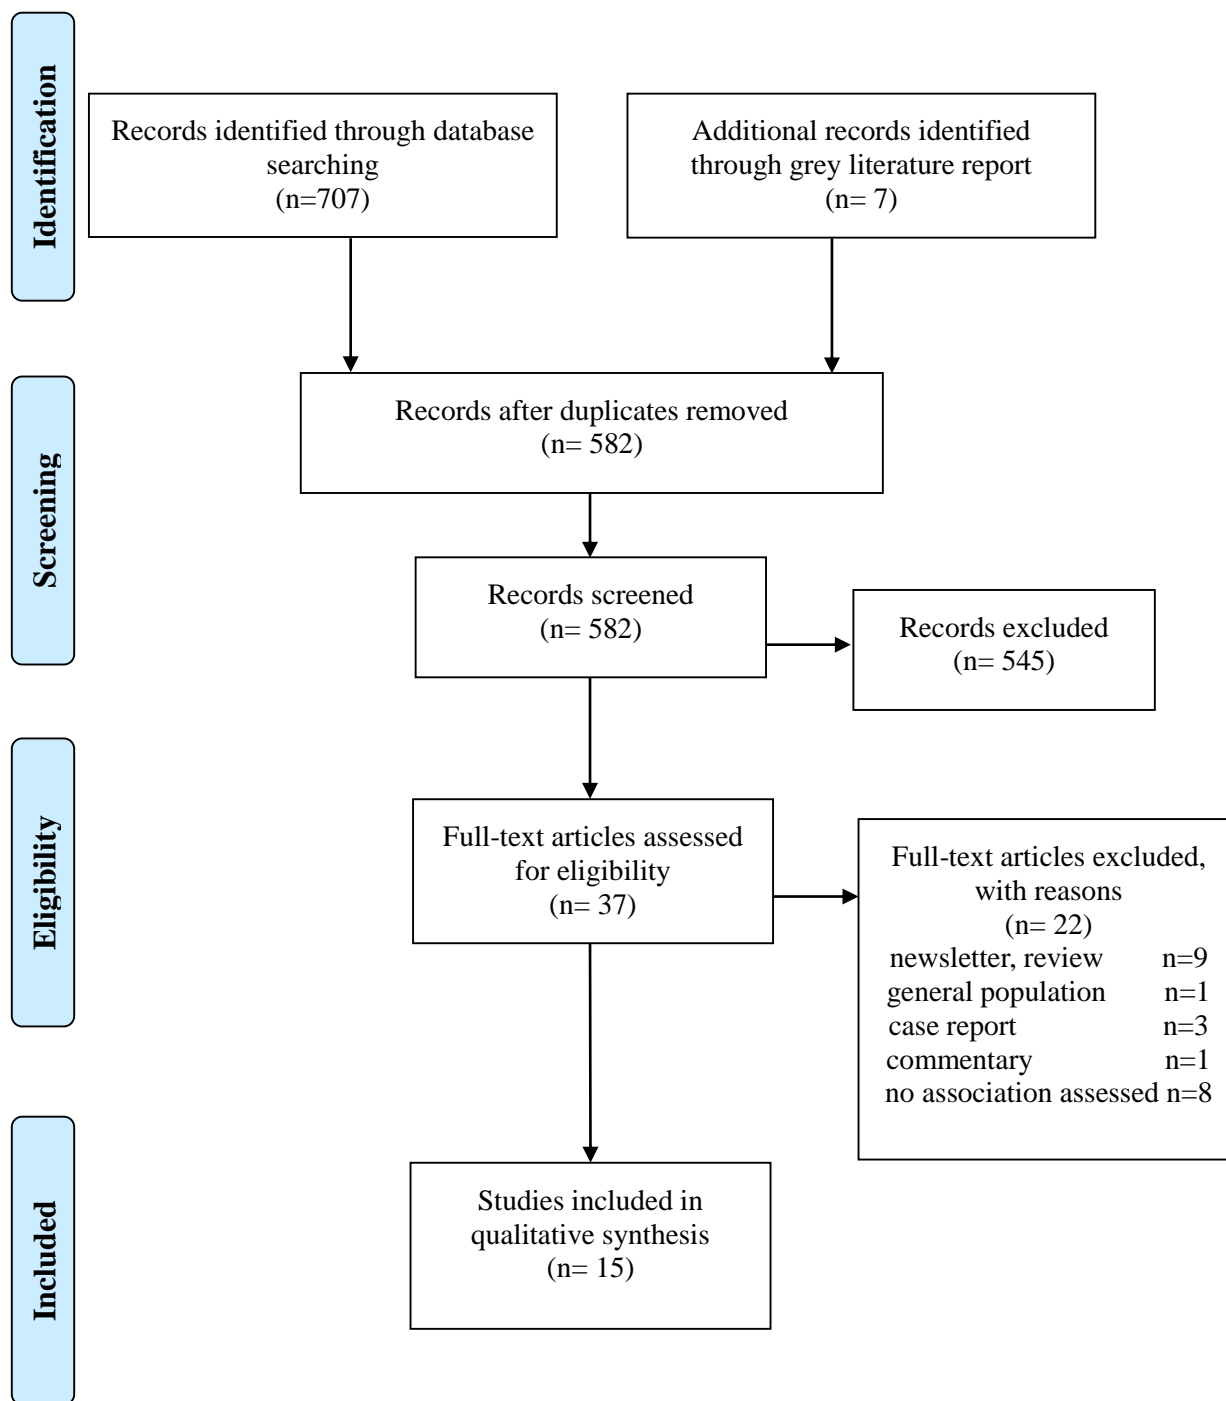 Identification
Records identified through database
searching
(n=707)
Additional records identified
through grey literature report
(n= 7)
Screening
Records after duplicates removed
(n= 582)
Records screened
(n= 582)
Records excluded
(n= 545)
Eligibility
Full-text articles assessed
for eligibility
(n= 37)
Full-text articles excluded,
with reasons
(n= 22)
newsletter, review n=9
general population n=1
case report n=3
commentary n=1
no association assessed n=8
Included
Studies included in
qualitative synthesis
(n= 15)